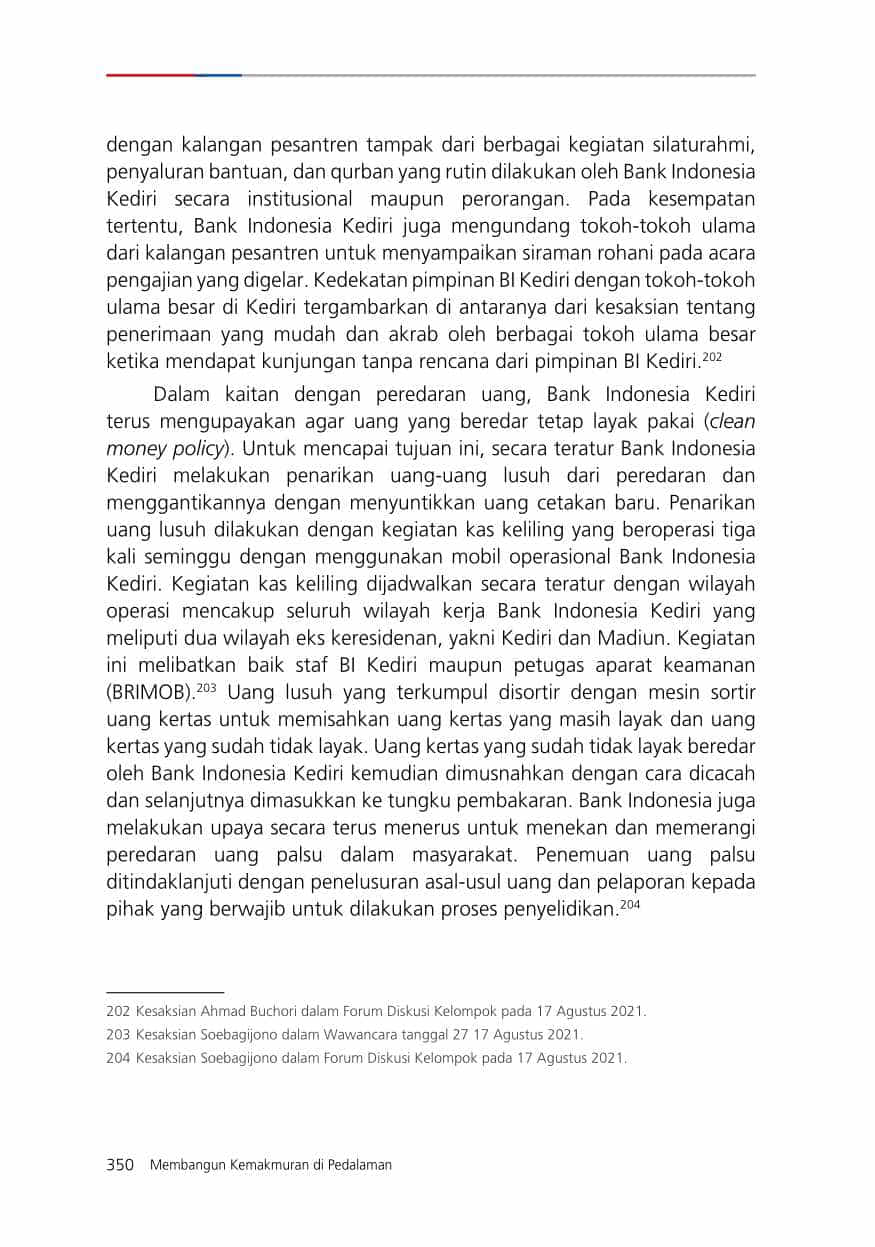 dengan kalangan pesantren tampak dari berbagai kegiatan silaturahmi,
penyaluran bantuan, dan qurban yang rutin dilakukan oleh Bank Indonesia
Kediri secara institusional maupun perorangan. Pada kesempatan
tertentu, Bank Indonesia Kediri juga mengundang tokoh-tokoh ulama
dari kalangan pesantren untuk menyampaikan siraman rohani pada acara
pengajian yang digelar. Kedekatan pimpinan BI Kediri dengan tokoh-tokoh
ulama besar di Kediri tergambarkan di antaranya dari kesaksian tentang
penerimaan yang mudah dan akrab oleh berbagai tokoh ulama besar
ketika mendapat kunjungan tanpa rencana dari pimpinan BI Kediri.202
Dalam kaitan dengan peredaran uang, Bank Indonesia Kediri
terus mengupayakan agar uang yang beredar tetap layak pakai (clean
money policy). Untuk mencapai tujuan ini, secara teratur Bank Indonesia
Kediri melakukan penarikan uang-uang lusuh dari peredaran dan
menggantikannya dengan menyuntikkan uang cetakan baru. Penarikan
uang lusuh dilakukan dengan kegiatan kas keliling yang beroperasi tiga
kali seminggu dengan menggunakan mobil operasional Bank Indonesia
Kediri. Kegiatan kas keliling dijadwalkan secara teratur dengan wilayah
operasi mencakup seluruh wilayah kerja Bank Indonesia Kediri yang
meliputi dua wilayah eks keresidenan, yakni Kediri dan Madiun. Kegiatan
ini melibatkan baik staf BI Kediri maupun petugas aparat keamanan
(BRIMOB).203 Uang lusuh yang terkumpul disortir dengan mesin sortir
uang kertas untuk memisahkan uang kertas yang masih layak dan uang
kertas yang sudah tidak layak. Uang kertas yang sudah tidak layak beredar
oleh Bank Indonesia Kediri kemudian dimusnahkan dengan cara dicacah
dan selanjutnya dimasukkan ke tungku pembakaran. Bank Indonesia juga
melakukan upaya secara terus menerus untuk menekan dan memerangi
peredaran uang palsu dalam masyarakat. Penemuan uang palsu
ditindaklanjuti dengan penelusuran asal-usul uang dan pelaporan kepada
pihak yang berwajib untuk dilakukan proses penyelidikan.204
202 Kesaksian Ahmad Buchori dalam Forum Diskusi Kelompok pada 17 Agustus 2021.
203 Kesaksian Soebagijono dalam Wawancara tanggal 27 17 Agustus 2021.
204 Kesaksian Soebagijono dalam Forum Diskusi Kelompok pada 17 Agustus 2021.
350 Membangun Kemakmuran di Pedalaman